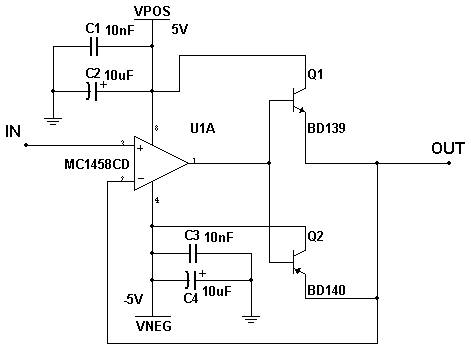 VPOS
C1 10nF
5V
C2 10uF
+
Q1
8
U1A
BD139
IN
3
+
1
OUT
MC1458CD
2
-
4
Q2
C3 10nF
+
-5V
C4 10uF
BD140
VNEG